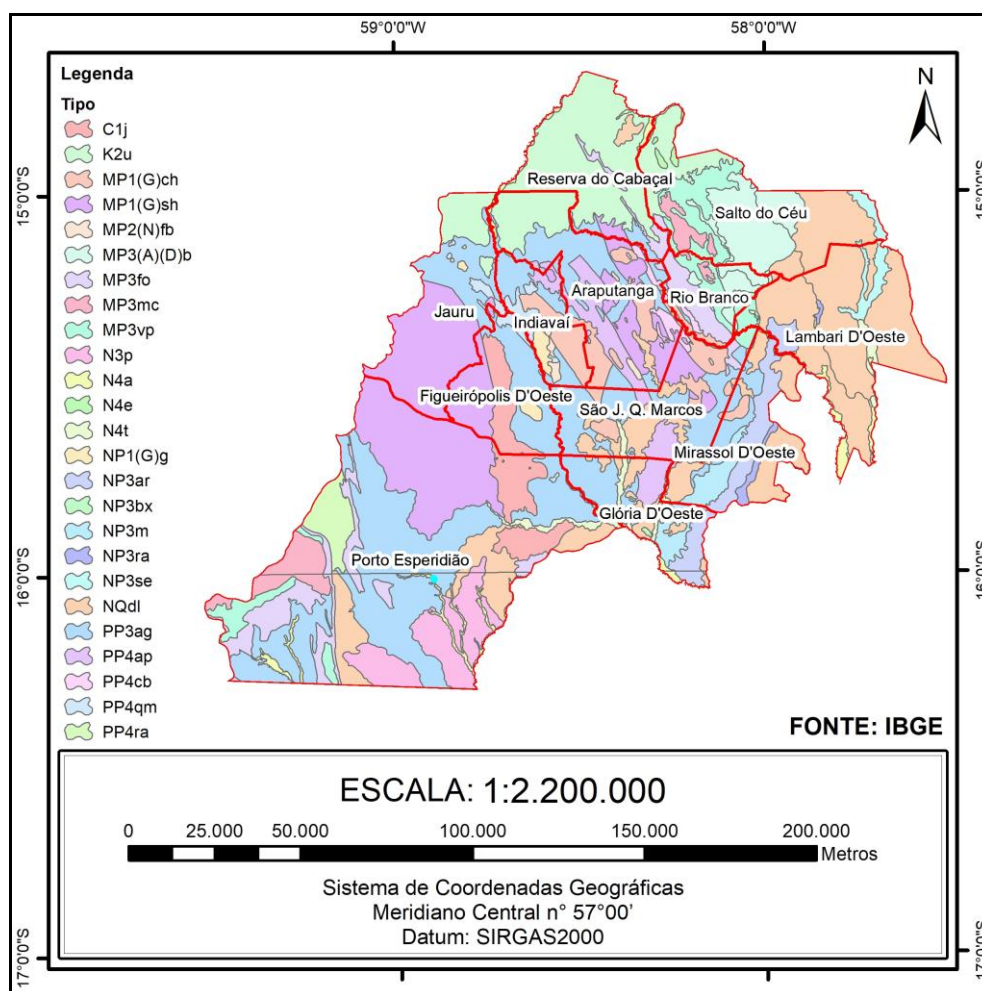 59°0'0"W
58°0'0"W
Legenda
Tipo
C1j
K2u
MP1(G)ch
MP1(G)sh
MP2(N)fb
MP3(A)(D)b
MP3fo
MP3mc
MP3vp
N3p
N4a
N4e
N4t
NP1(G)g
NP3ar
NP3bx
NP3m
NP3ra
NP3se
NQdl
PP3ag
PP4ap
PP4cb
PP4qm
PP4ra
N
15°0'0"S
15°0'0"S
Reserva do Cabaçal
Salto do Céu
Araputanga
Rio Branco
Jauru
Indiavaí
Lambari D'Oeste
Figueirópolis D'Oeste
São J. Q. Marcos
Mirassol D'Oeste
Glória D'Oeste
Porto Esperidião
16°0'0"S
16°0'0"S
FONTE: IBGE
ESCALA: 1:2.200.000
0 25.000 50.000 100.000 150.000 200.000
Metros
Sistema de Coordenadas Geográficas
Meridiano Central n° 57°00'
Datum: SIRGAS2000
17°0'0"S
17°0'0"S